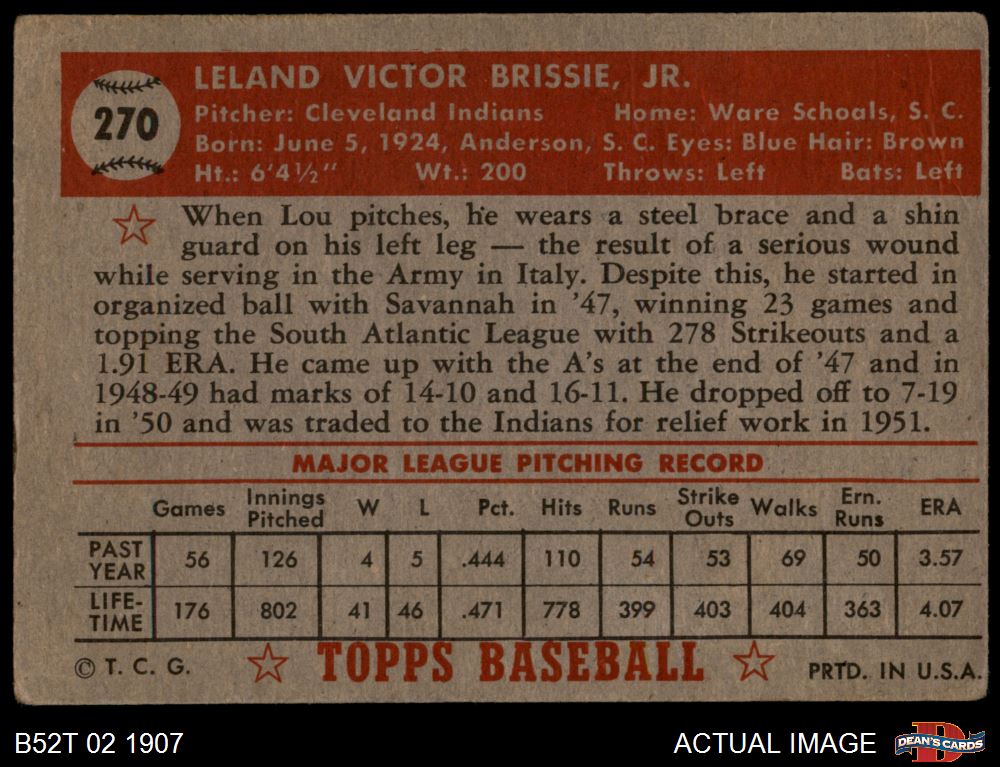 270
LELAND VICTOR BRISSIE, JR.
Pitcher: Cleveland Indians Home: Ware Schoals, S. C.
Born: June 5, 1924, Anderson, S. C. Eyes: Blue Hair: Brown
Ht.: 6'4½" Wt.: 200 Throws: Left Bats: Left
When Lou pitches, he wears a steel brace and a shin
guard on his left leg — the result of a serious wound
while serving in the Army in Italy. Despite this, he started in
organized ball with Savannah in '47, winning 23 games and
topping the South Atlantic League with 278 Strikeouts and a
1.91 ERA. He came up with the A's at the end of '47 and in
1948-49 had marks of 14-10 and 16-11. He dropped off to 7-19
in '50 and was traded to the Indians for relief work in 1951.
MAJOR LEAGUE PITCHING RECORD
Games Innings Pitched W L Pct. Hits Runs Strike Outs Walks Ern. Runs ERA
PAST YEAR 56 126 4 5 .444 110 54 53 69 50 3.57
LIFE-TIME 176 802 41 46 .471 778 399 403 404 363 4.07
© T. C. G. TOPPS BASEBALL PRTD. IN U.S.A.
B52T 02 1907 ACTUAL IMAGE DEAN'S CARDS